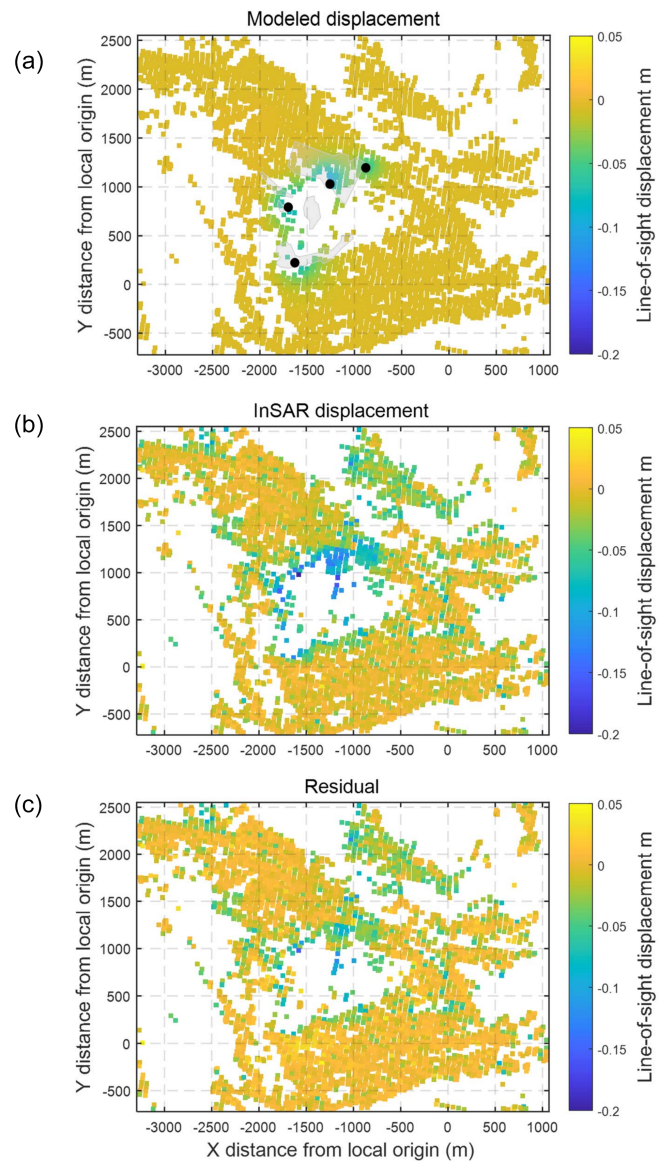 (a)
Modeled displacement
2500
2000
1500
1000
500
0
-500
-3000 -2500 -2000 -1500 -1000 -500 0 500 1000
Y distance from local origin (m)
0.05
0
-0.05
-0.1
-0.15
-0.2
Line-of-sight displacement m
(b)
InSAR displacement
2500
2000
1500
1000
500
0
-500
-3000 -2500 -2000 -1500 -1000 -500 0 500 1000
Y distance from local origin (m)
0.05
0
-0.05
-0.1
-0.15
-0.2
Line-of-sight displacement m
(c)
Residual
2500
2000
1500
1000
500
0
-500
-3000 -2500 -2000 -1500 -1000 -500 0 500 1000
Y distance from local origin (m)
X distance from local origin (m)
0.05
0
-0.05
-0.1
-0.15
-0.2
Line-of-sight displacement m